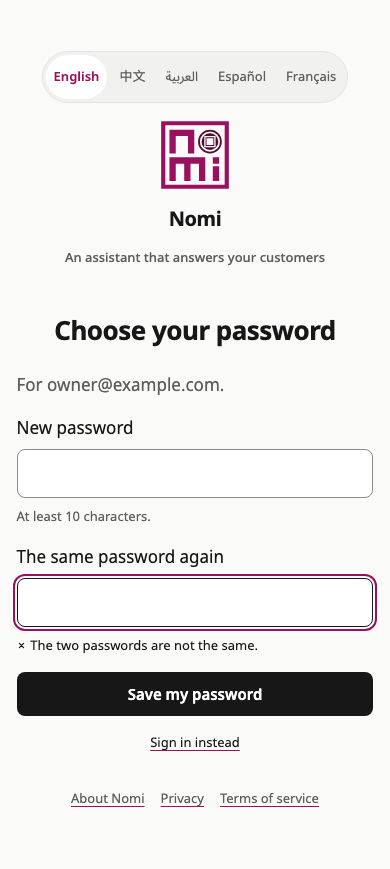 English 中文 العربية Español Français
nomi
Nomi
An assistant that answers your customers
Choose your password
For owner@example.com.
New password
At least 10 characters.
The same password again
× The two passwords are not the same.
Save my password
Sign in instead
About Nomi Privacy Terms of service